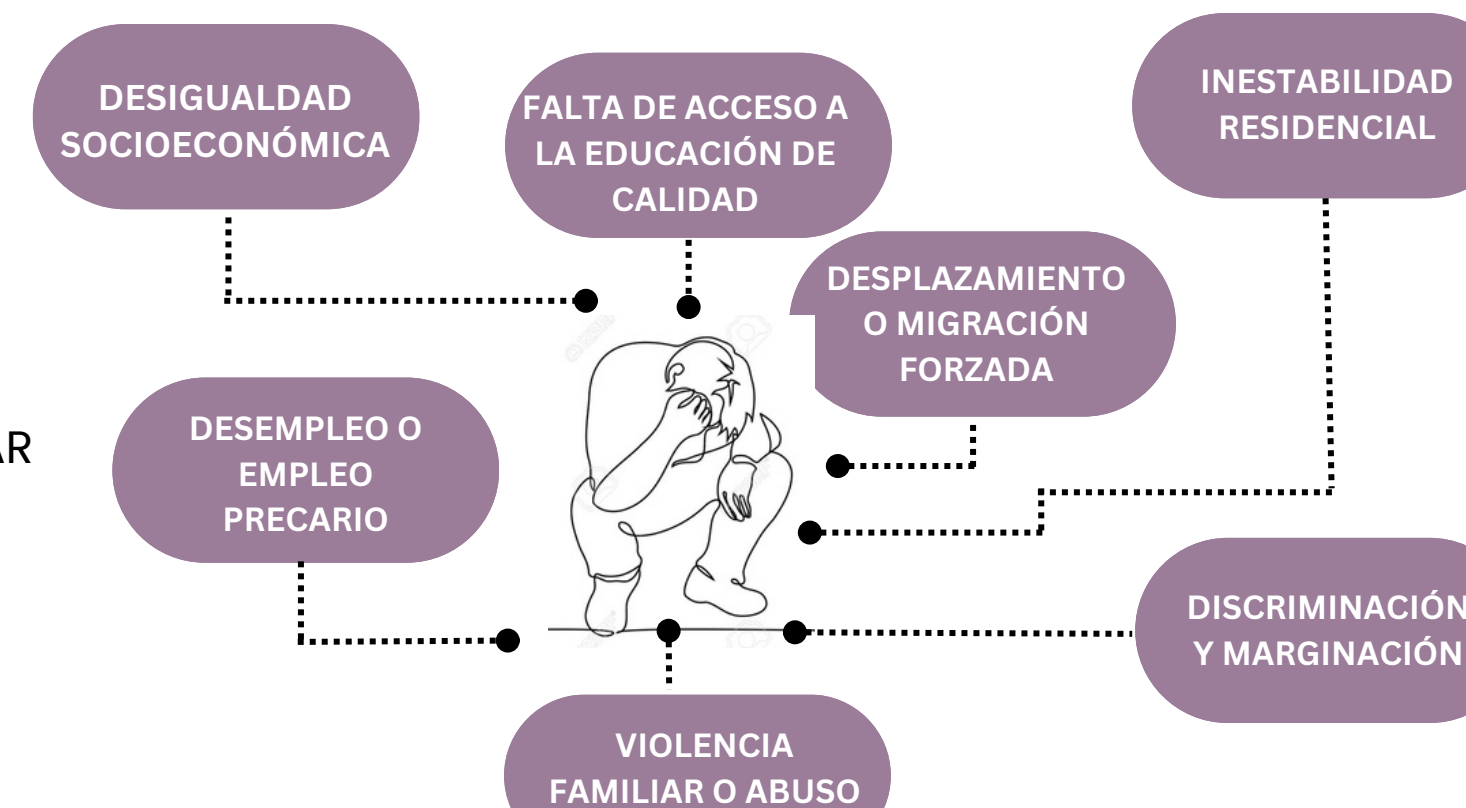 DESIGUALDAD
SOCIOECONÓMICA
FALTA DE ACCESO A
LA EDUCACIÓN DE
CALIDAD
INESTABILIDAD
RESIDENCIAL
DESPLAZAMIENTO
O MIGRACIÓN
FORZADA
AR
DESEMPLEO O
EMPLEO
PRECARIO
DISCRIMINACIÓN
Y MARGINACIÓN
VIOLENCIA
FAMILIAR O ABUSO